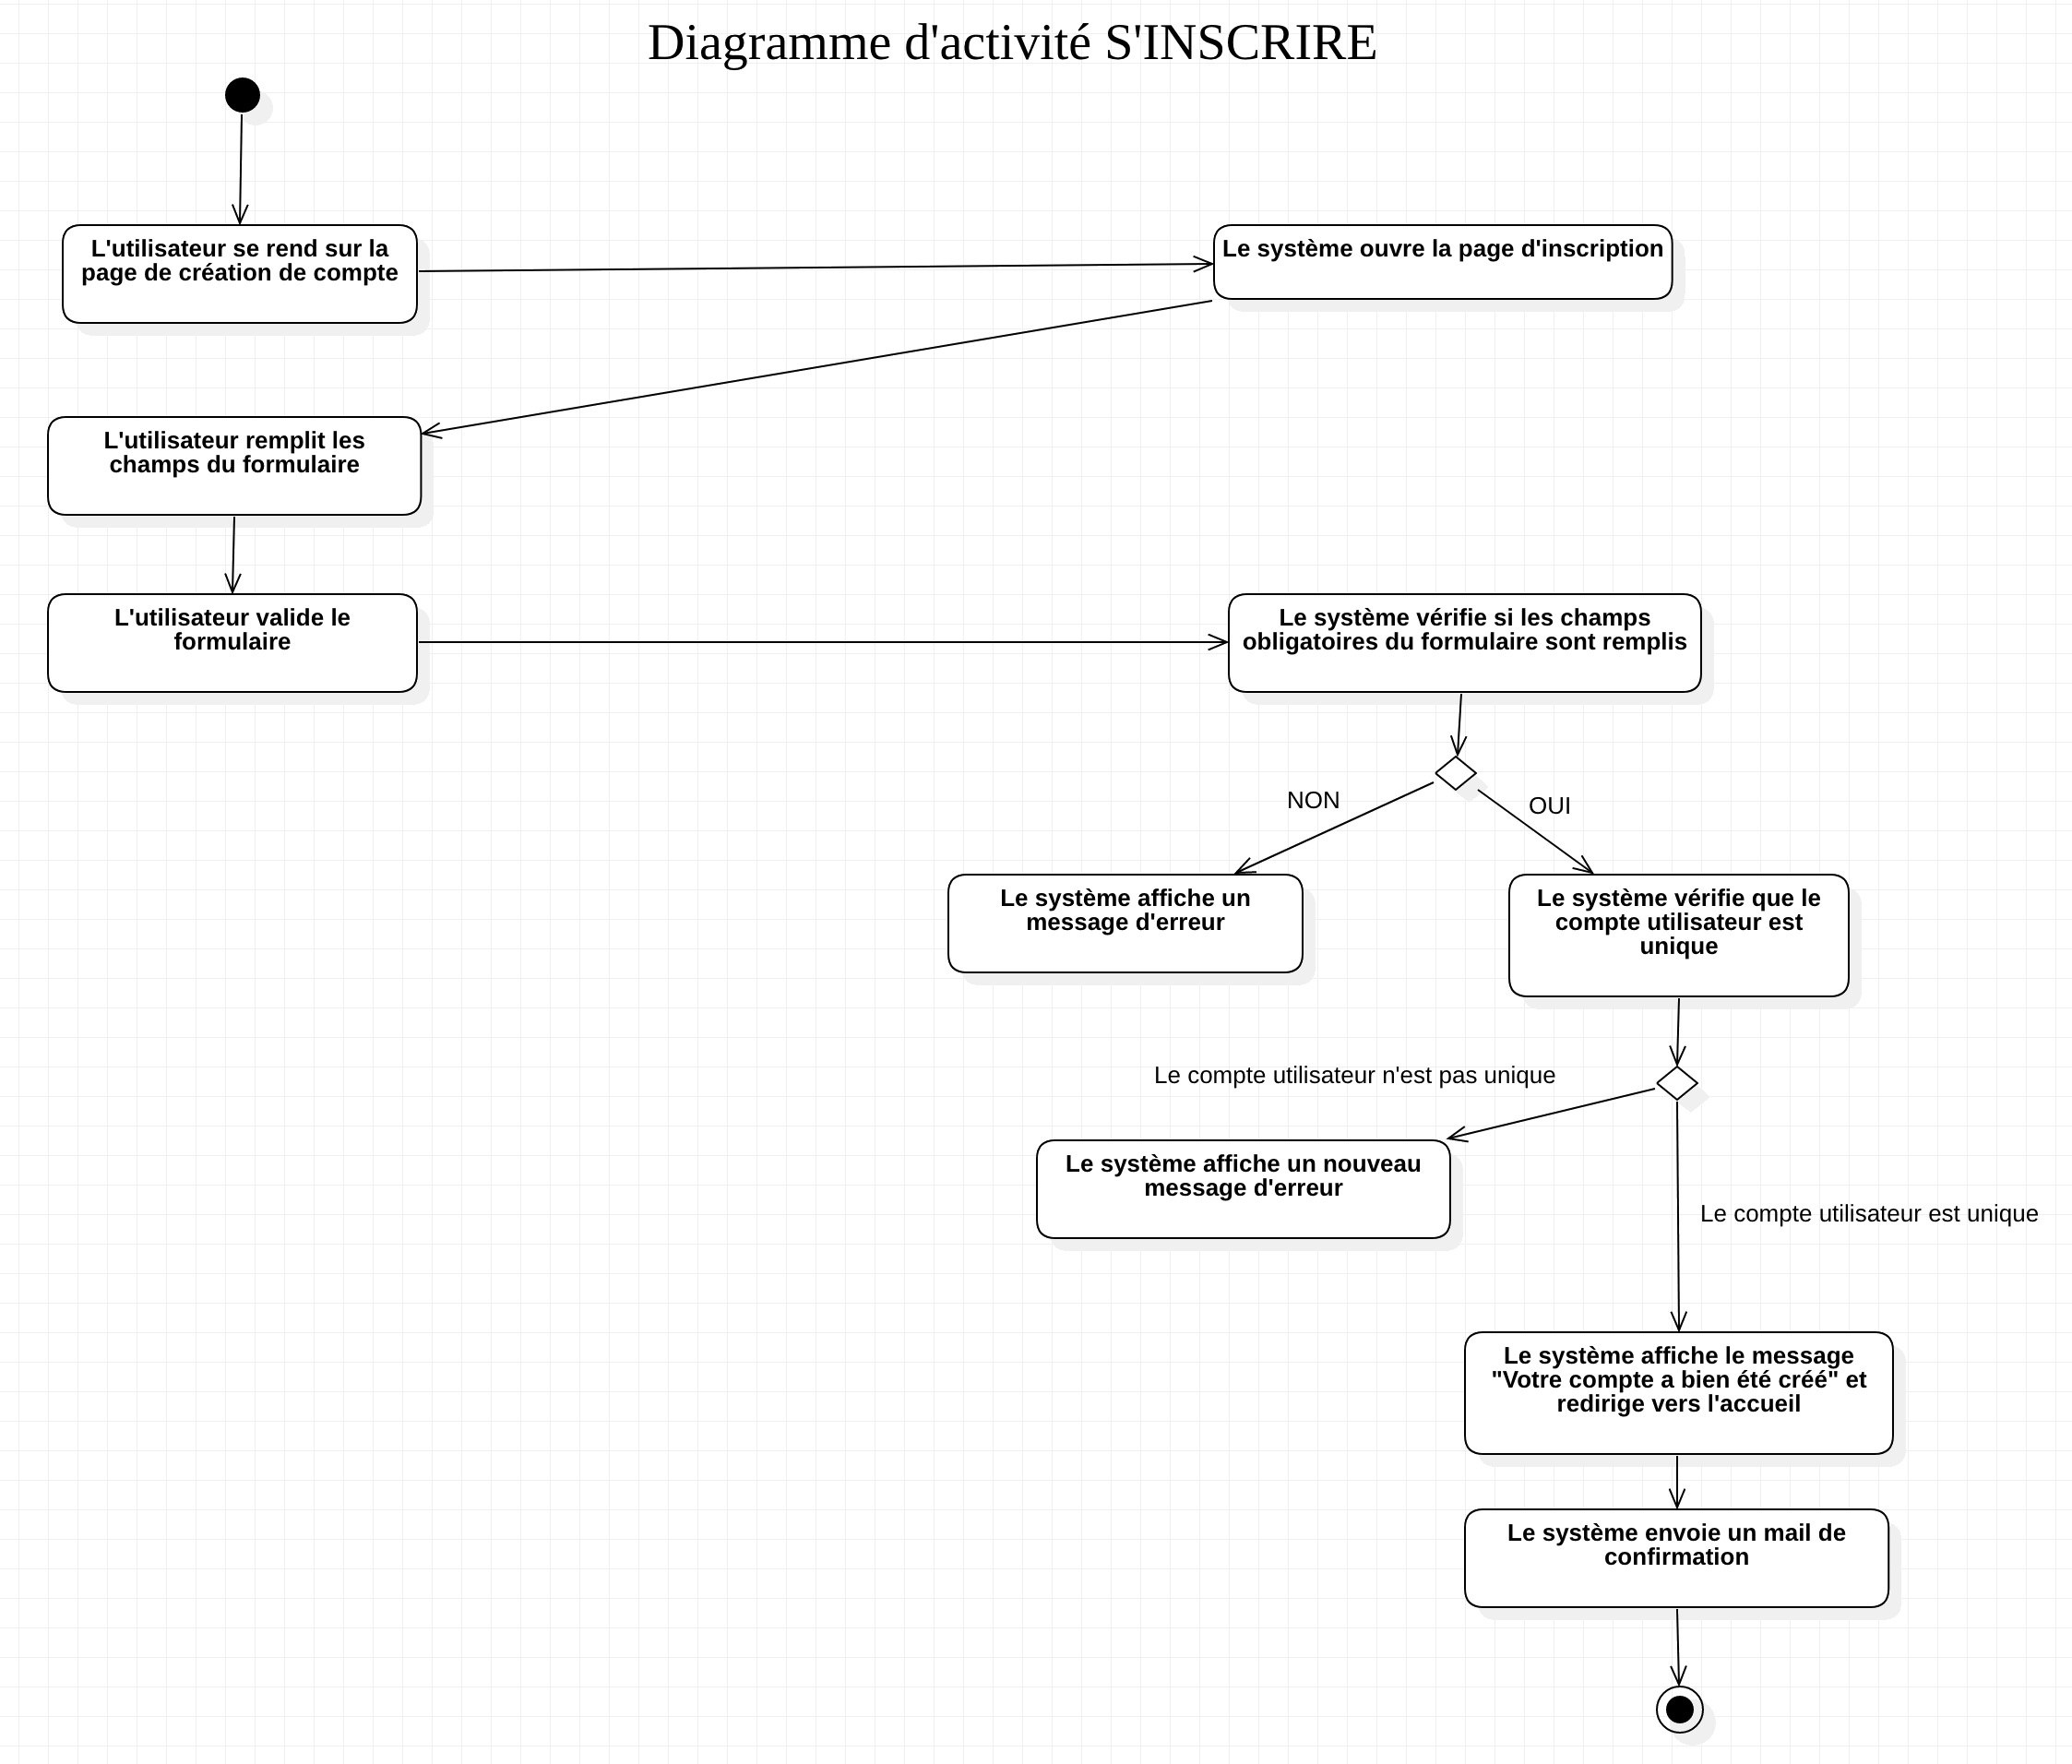 Diagramme d'activité S'INSCRIRE
L'utilisateur se rend sur la
page de création de compte
Le système ouvre la page d'inscription
L'utilisateur remplit les
champs du formulaire
L'utilisateur valide le
formulaire
Le système vérifie si les champs
obligatoires du formulaire sont remplis
NON
OUI
Le système affiche un
message d'erreur
Le système vérifie que le
compte utilisateur est
unique
Le compte utilisateur n'est pas unique
Le système affiche un nouveau
message d'erreur
Le compte utilisateur est unique
Le système affiche le message
"Votre compte a bien été créé" et
redirige vers l'accueil
Le système envoie un mail de
confirmation